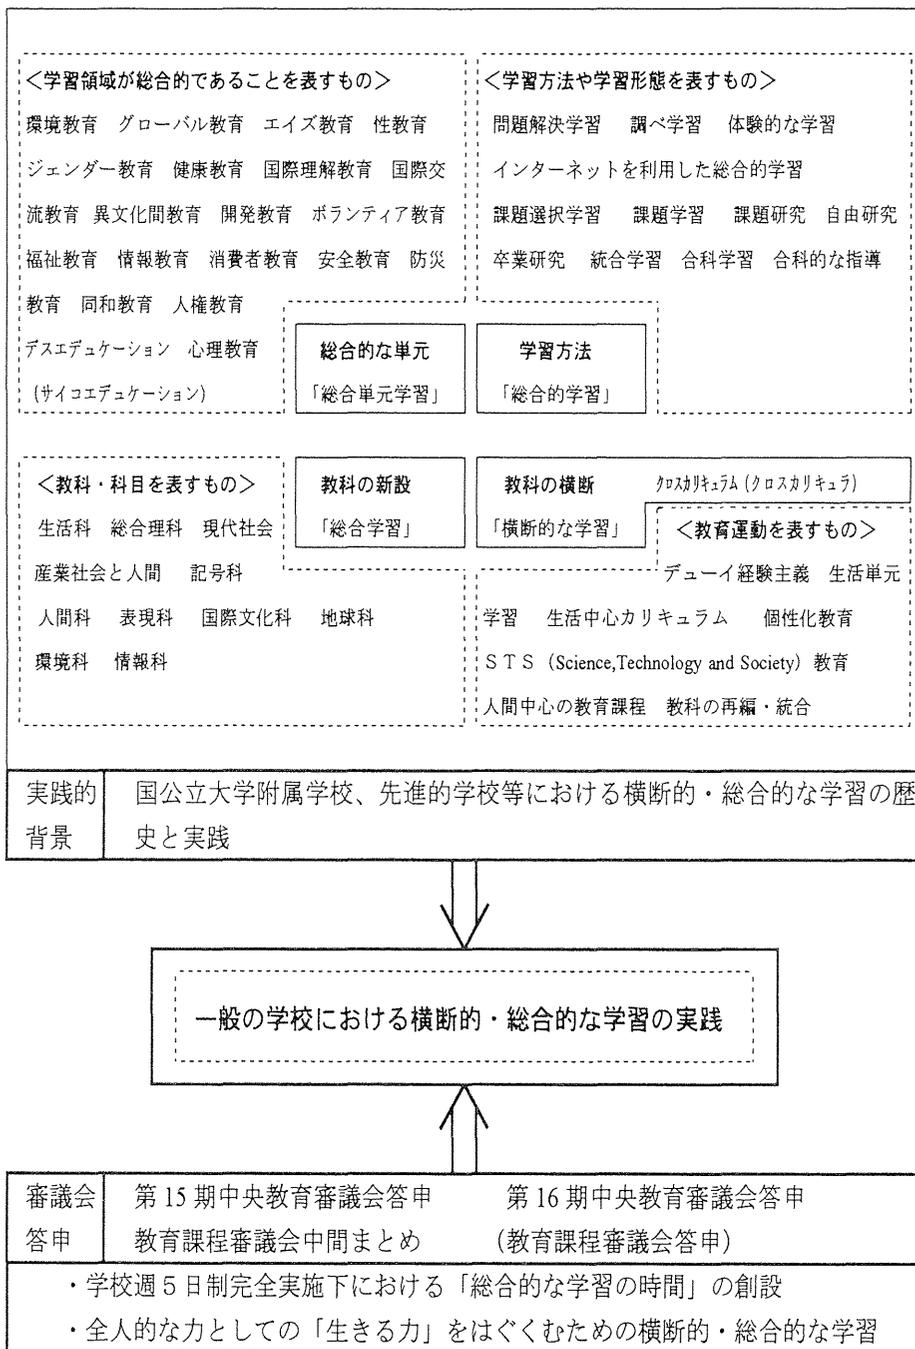 ＜学習領域が総合的であることを表すもの＞
環境教育　グローバル教育　エイズ教育　性教育
ジェンダー教育　健康教育　国際理解教育　国際交
流教育　異文化間教育　開発教育　ボランティア教育
福祉教育　情報教育　消費者教育　安全教育　防災
教育　同和教育　人権教育
デスエデュケーション　心理教育
（サイコエデュケーション）
総合的な単元
「総合単元学習」
＜学習方法や学習形態を表すもの＞
問題解決学習　調べ学習　体験的な学習
インターネットを利用した総合的学習
課題選択学習　課題学習　課題研究　自由研究
卒業研究　統合学習　合科学習　合科的な指導
学習方法
「総合的学習」
＜教科・科目を表すもの＞
生活科　総合理科　現代社会
産業社会と人間　記号科
人間科　表現科　国際文化科　地球科
環境科　情報科
教科の新設
「総合学習」
教科の横断　クロスカリキュラム（クロスカリキュラ）
「横断的な学習」
＜教育運動を表すもの＞
デューイ経験主義　生活単元
学習　生活中心カリキュラム　個性化教育
ＳＴＳ（Science,Technology and Society）教育
人間中心の教育課程　教科の再編・統合
実践的
背景
国公立大学附属学校、先進的学校等における横断的・総合的な学習の歴
史と実践
一般の学校における横断的・総合的な学習の実践
審議会
答申
第15期中央教育審議会答申　第16期中央教育審議会答申
教育課程審議会中間まとめ　（教育課程審議会答申）
・学校週５日制完全実施下における「総合的な学習の時間」の創設
・全人的な力としての「生きる力」をはぐくむための横断的・総合的な学習